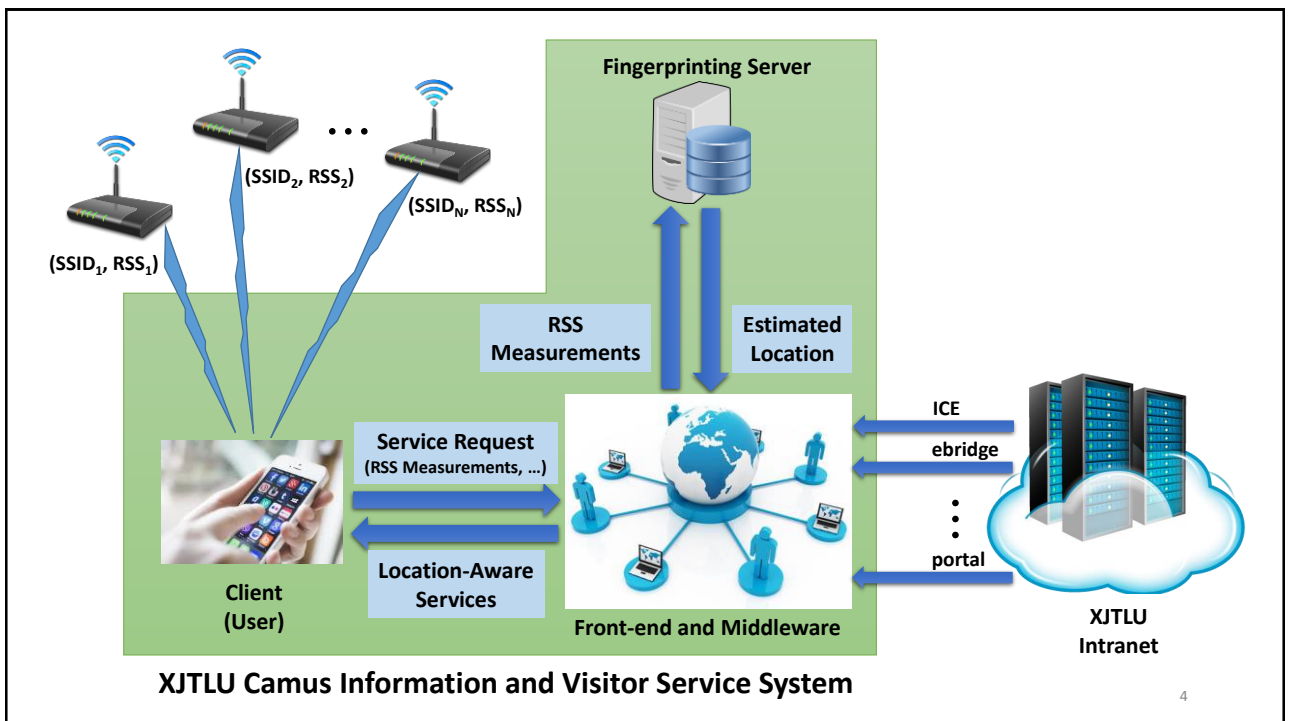 Fingerprinting Server
...
(SSID₂, RSS₂)
(SSIDN, RSSN)
(SSID₁, RSS₁)
RSS
Measurements
Estimated
Location
ICE
ebridge
portal
Service Request
(RSS Measurements, ...)
Location-Aware
Services
Client
(User)
Front-end and Middleware
XJTLU
Intranet
XJTLU Camus Information and Visitor Service System
4